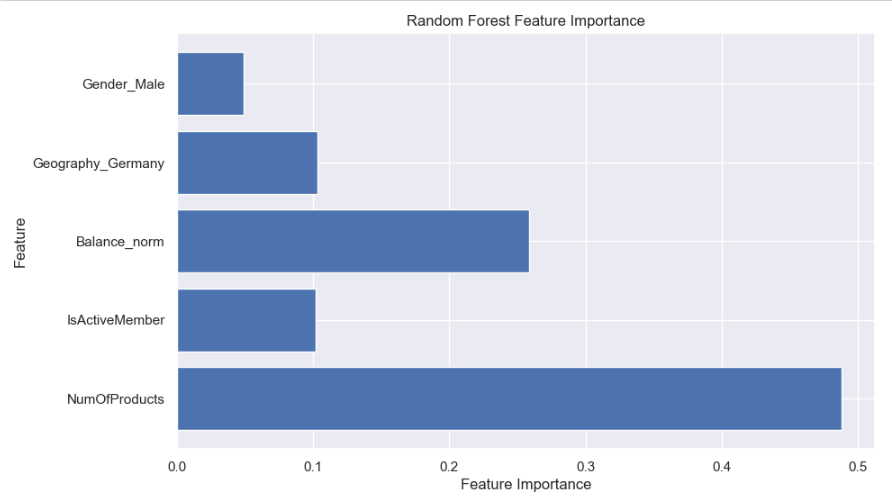 Random Forest Feature Importance
Gender_Male
Geography_Germany
Balance_norm
IsActiveMember
NumOfProducts
Feature
0.0 0.1 0.2 0.3 0.4 0.5
Feature Importance